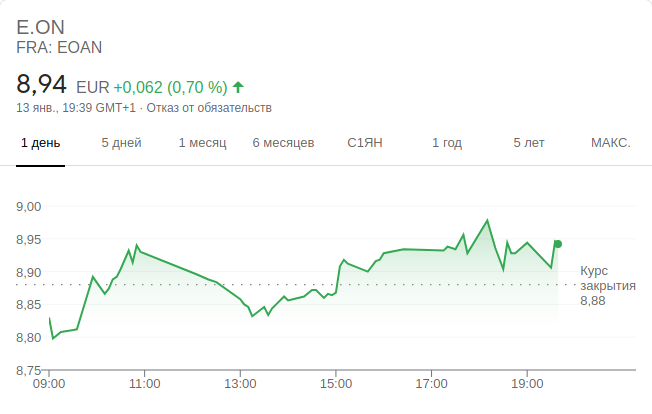 E.ON
FRA: EOAN
8,94 EUR +0,062 (0,70 %)
13 янв., 19:39 GMT+1 · Отказ от обязательств
1 день 5 дней 1 месяц 6 месяцев С1ЯН 1 год 5 лет МАКС.
9,00
8,95
8,90
Курс
закрытия
8,88
8,85
8,80
8,75
09:00 11:00 13:00 15:00 17:00 19:00